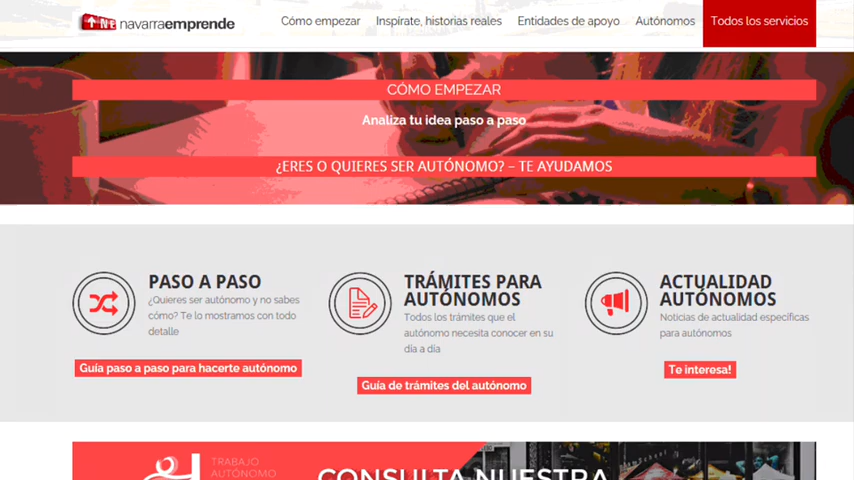 navarraemprende
Cómo empezar
Inspírate, historias reales
Entidades de apoyo
Autónomos
Todos los servicios
CÓMO EMPEZAR
Analiza tu idea paso a paso
¿ERES O QUIERES SER AUTÓNOMO? – TE AYUDAMOS
PASO A PASO
¿Quieres ser autónomo y no sabes
cómo? Te lo mostramos con todo
detalle
Guía paso a paso para hacerte autónomo
TRÁMITES PARA
AUTÓNOMOS
Todos los trámites que el
autónomo necesita conocer en su
día a día
Guía de trámites del autónomo
ACTUALIDAD
AUTÓNOMOS
Noticias de actualidad específicas
para autónomos
Te interesa!
TRABAJO
AUTÓNOMO
CONSULTA NUESTRA